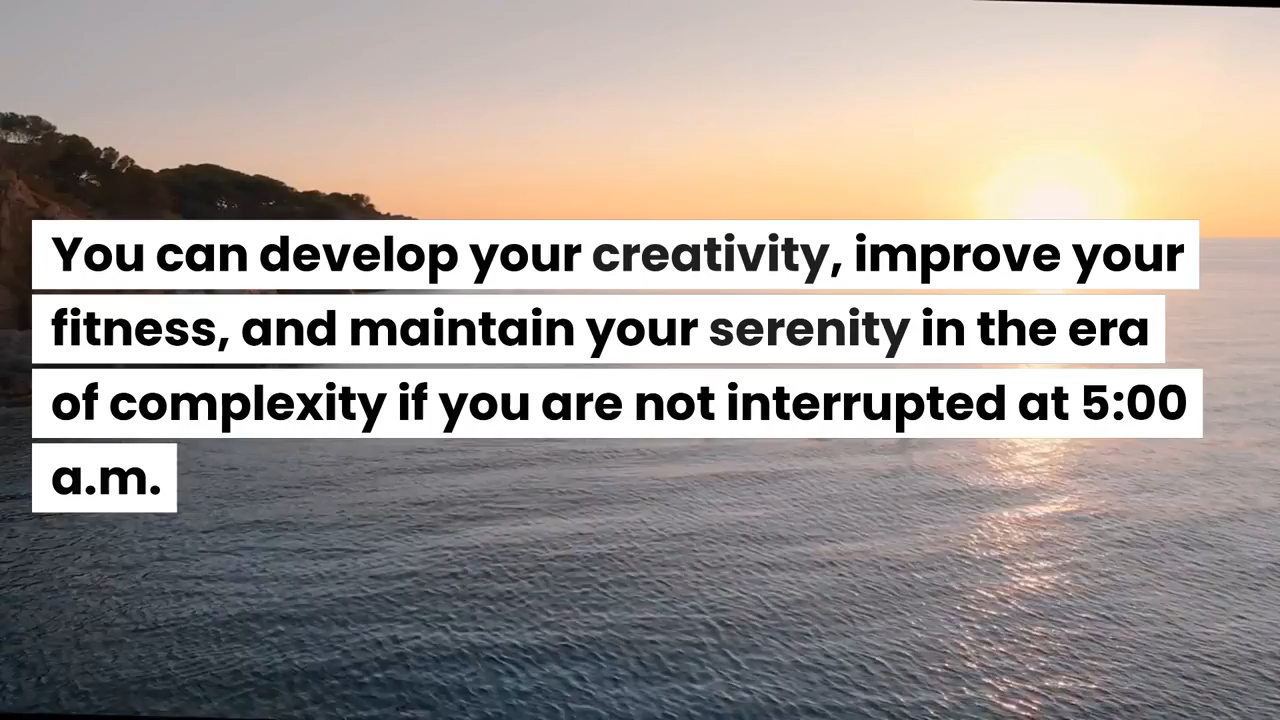 You can develop your creativity, improve your
fitness, and maintain your serenity in the era
of complexity if you are not interrupted at 5:00
a.m.